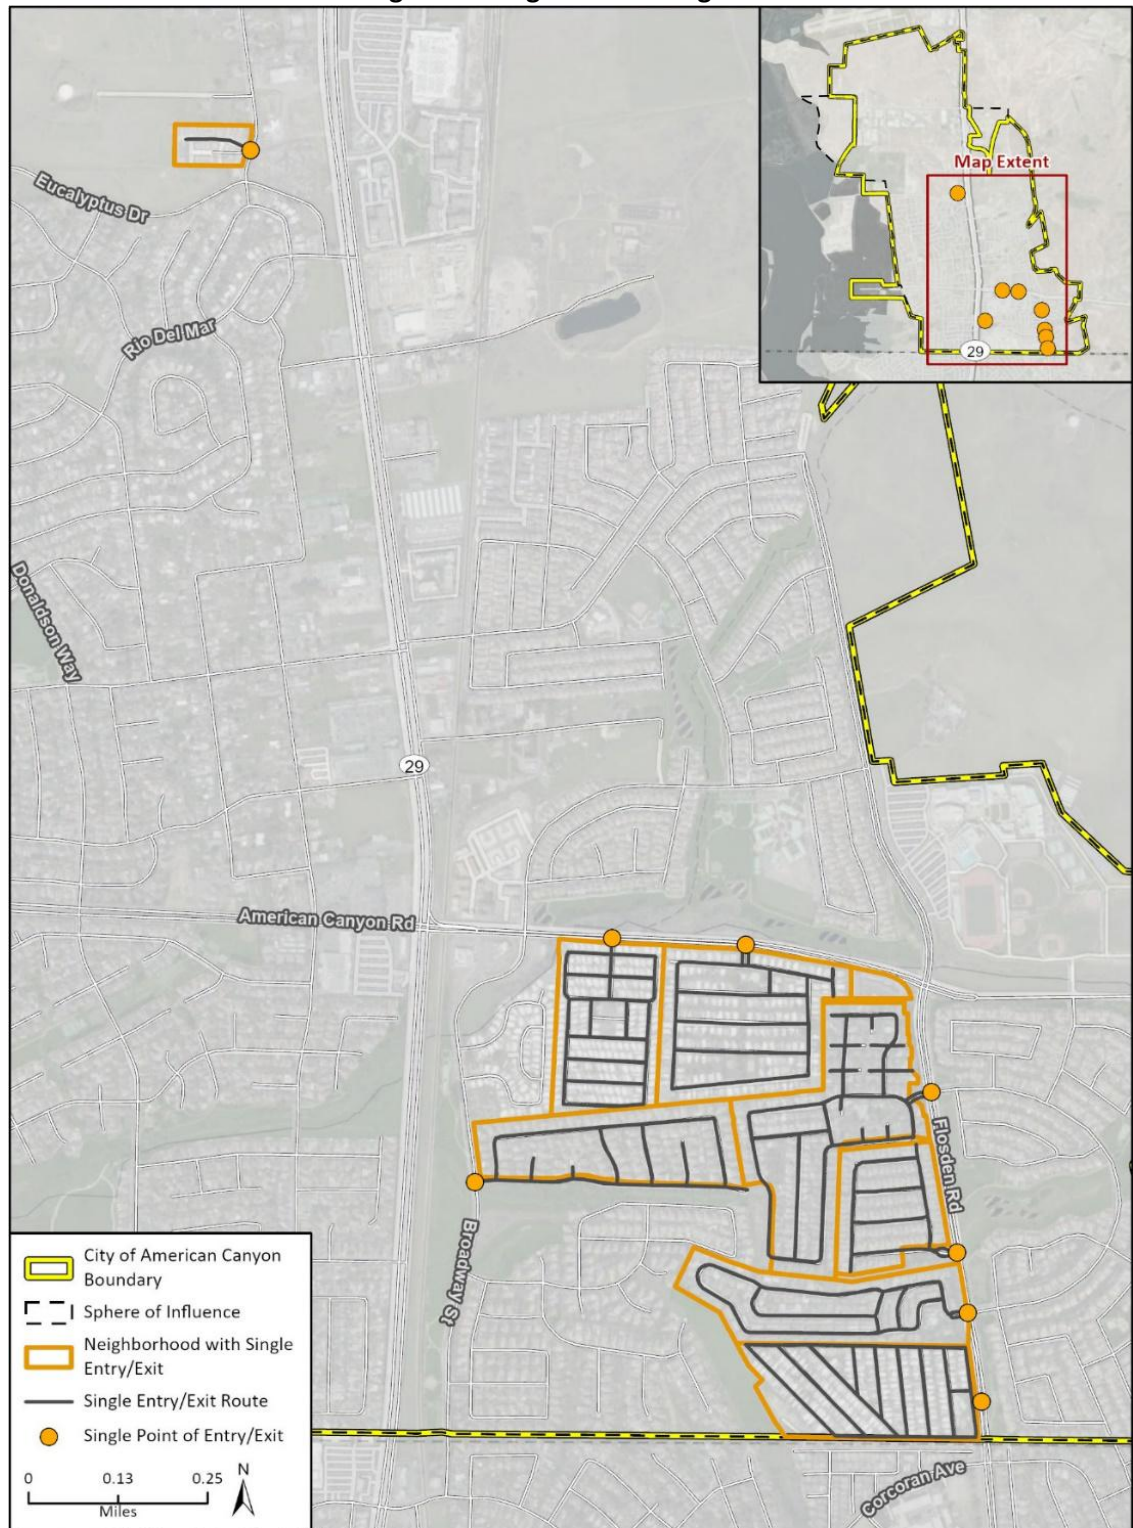 Map Extent
29
Eucalyptus Dr
Rio Del Mar
Donaldson Way
29
American Canyon Rd
Flosden Rd
Broadway St
City of American Canyon
Boundary
Sphere of Influence
Neighborhood with Single
Entry/Exit
Single Entry/Exit Route
Single Point of Entry/Exit
0 0.13 0.25
Miles
N
Corcoran Ave